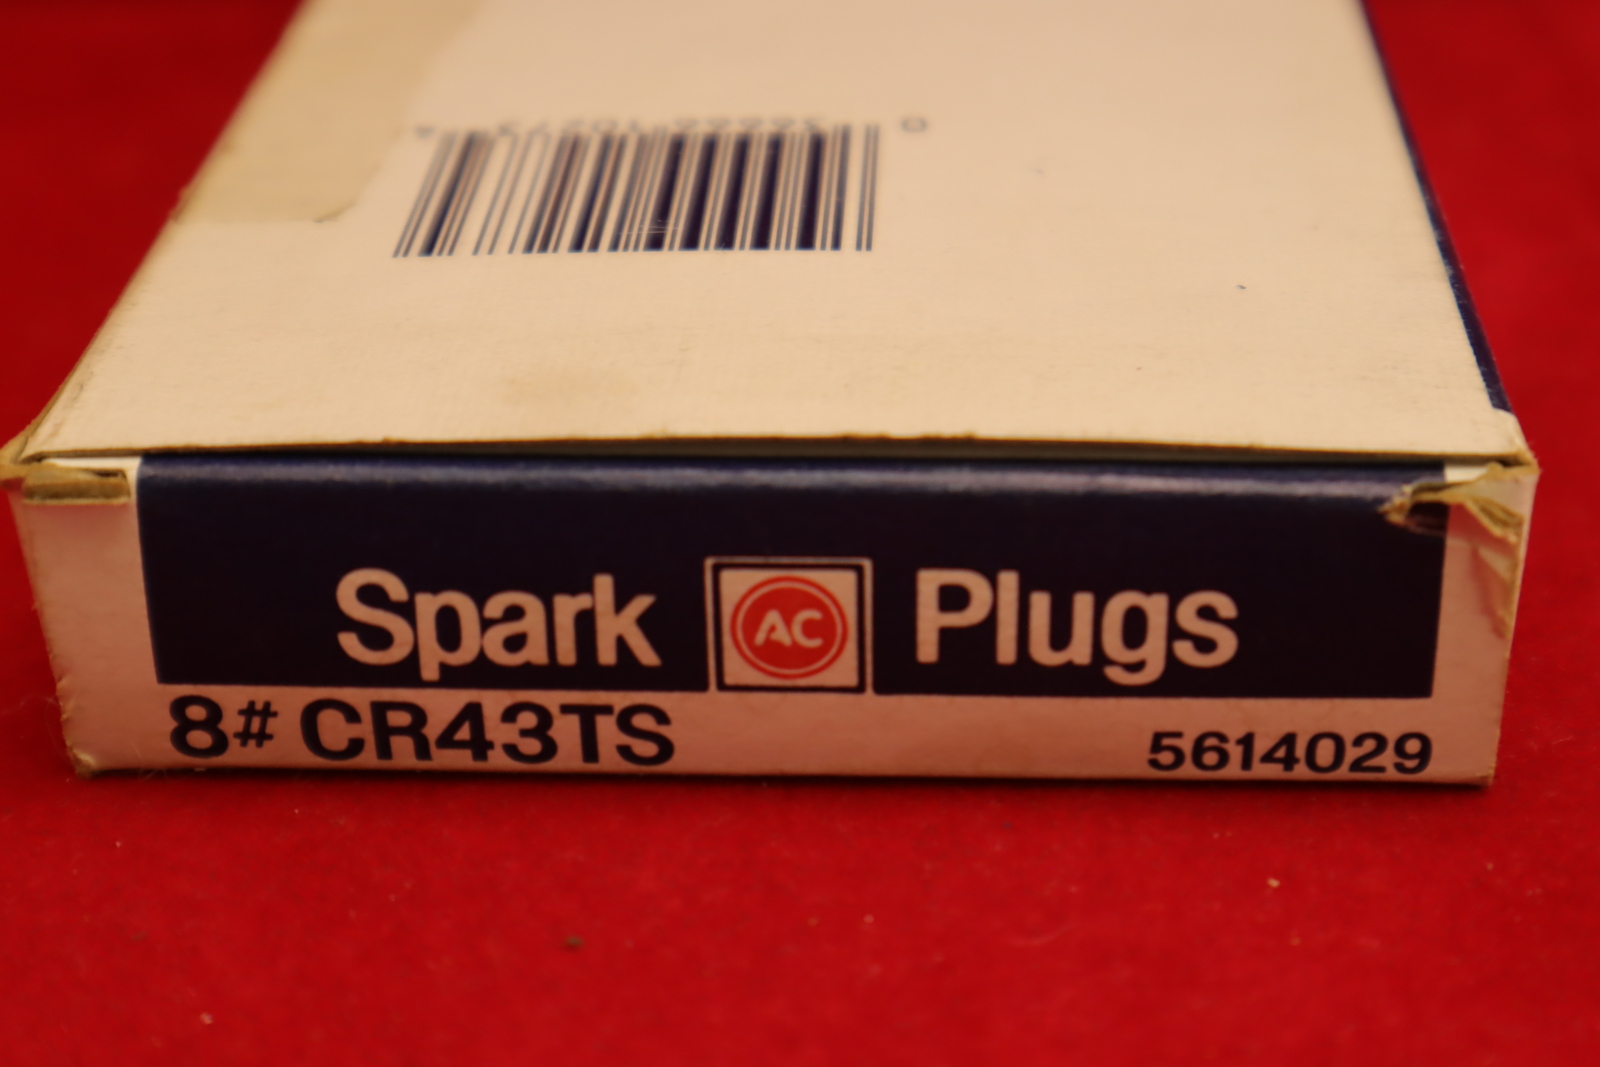 Spark AC Plugs
8# CR43TS 5614029